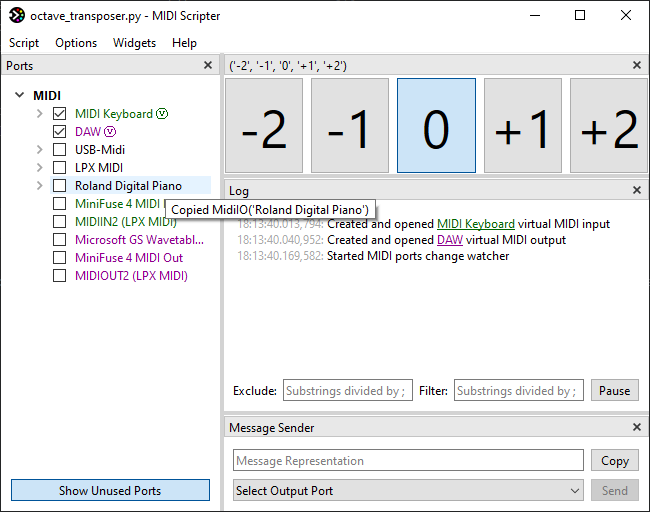 octave_transposer.py - MIDI Scripter
Script Options Widgets Help
Ports
MIDI
MIDI Keyboard V
DAW V
USB-Midi
LPX MIDI
Roland Digital Piano
MiniFuse 4 MIDI
MIDIIN2 (LPX MIDI)
Microsoft GS Wavetabl...
MiniFuse 4 MIDI Out
MIDIOUT2 (LPX MIDI)
Show Unused Ports
Copied MidiIO('Roland Digital Piano')
('-2', '-1', '0', '+1', '+2')
-2 -1 0 +1 +2
Log
18:13:40.013,794: Created and opened MIDI Keyboard virtual MIDI input
18:13:40.040,952: Created and opened DAW virtual MIDI output
18:13:40.169,582: Started MIDI ports change watcher
Exclude: Substrings divided by ; Filter: Substrings divided by ; Pause
Message Sender
Message Representation Copy
Select Output Port Send